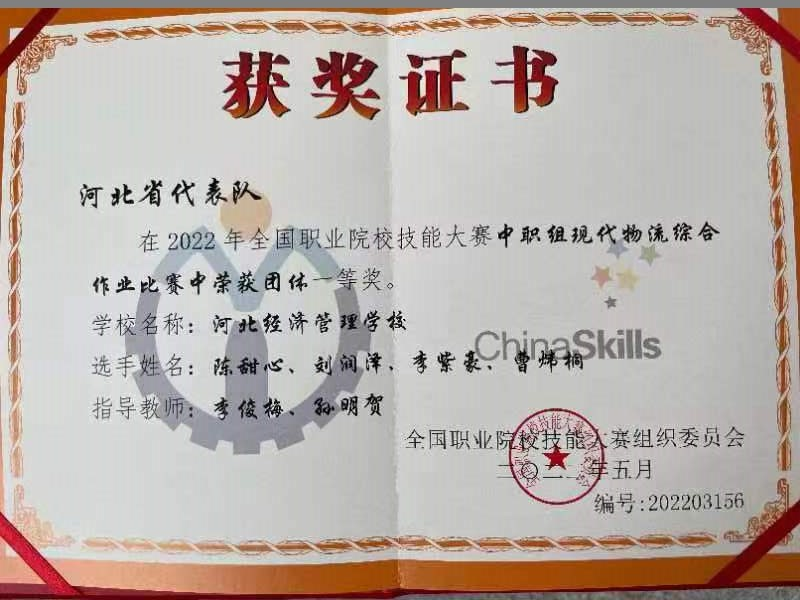 获奖证书
河北省代表队
在2022年全国职业院校技能大赛中职组现代物流综合
作业比赛中荣获团体一等奖。
学校名称：河北经济管理学校
ChinaSkills
选手姓名：陈甜心、刘润泽、李紫豪、曹炜桐
指导教师：李俊梅、孙明贺
全国职业院校技能大赛组织委员会
二〇二二年五月
编号:202203156